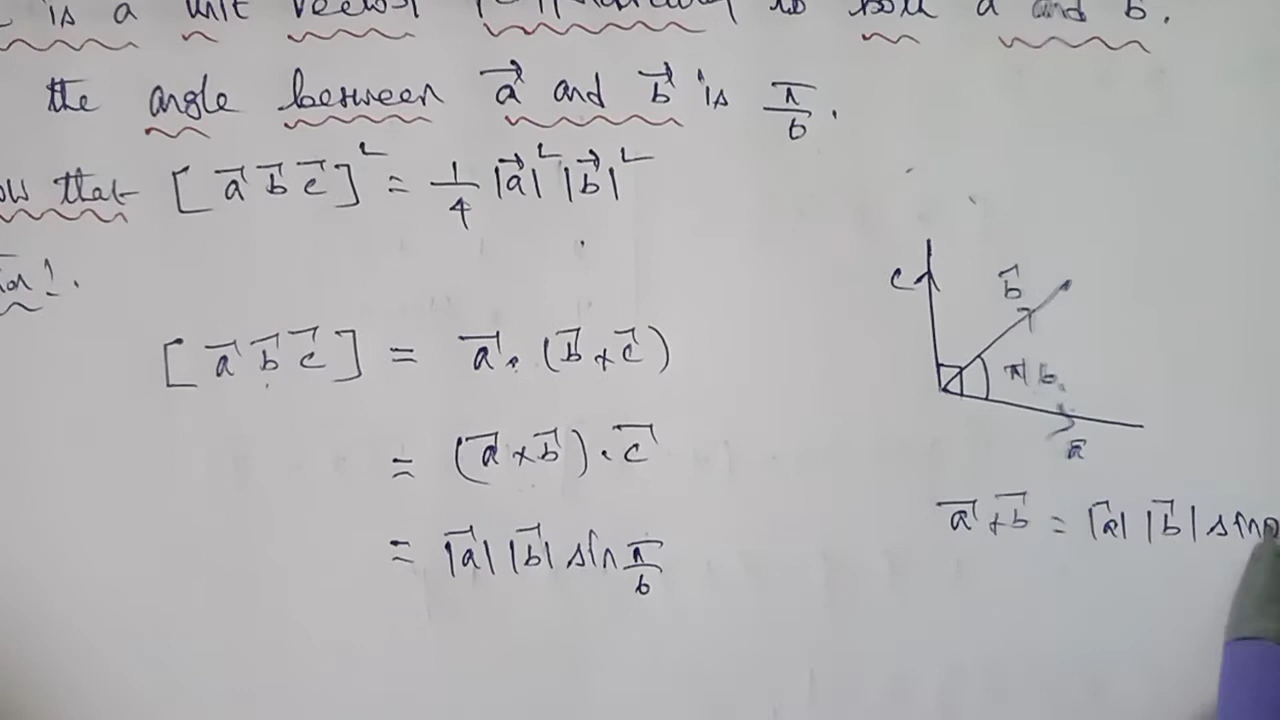 is a unit vector perpendicular to both a and b.
the angle between a⃗ and b⃗ is π/6.
ow that [a⃗ b⃗ c⃗]² = 1/4 |a⃗|² |b⃗|²
[a⃗ b⃗ c⃗] = a⃗ · (b⃗ × c⃗)
= (a⃗ × b⃗) · c⃗
= |a⃗| |b⃗| sin π/6
c
b⃗
π/6
a⃗
a⃗ × b⃗ = |a⃗| |b⃗| sin